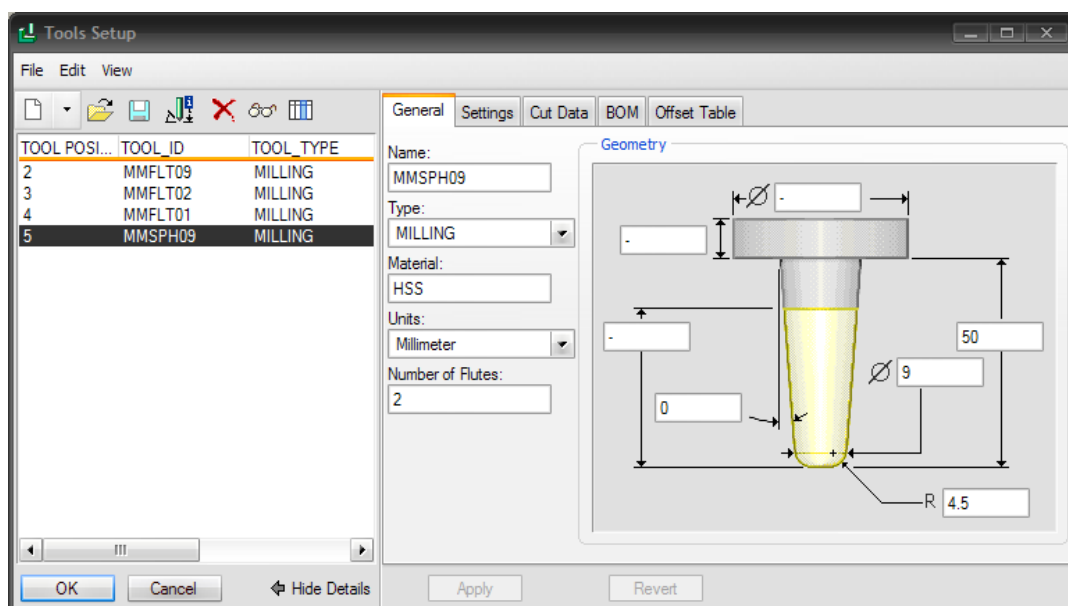 Tools Setup
File Edit View
General Settings Cut Data BOM Offset Table
TOOL POSI... TOOL_ID TOOL_TYPE
2 MMFLT09 MILLING
3 MMFLT02 MILLING
4 MMFLT01 MILLING
5 MMSPH09 MILLING
Name:
MMSPH09
Type:
MILLING
Material:
HSS
Units:
Millimeter
Number of Flutes:
2
Geometry
Ø -
-
-
50
Ø 9
0
R 4.5
OK Cancel Hide Details Apply Revert